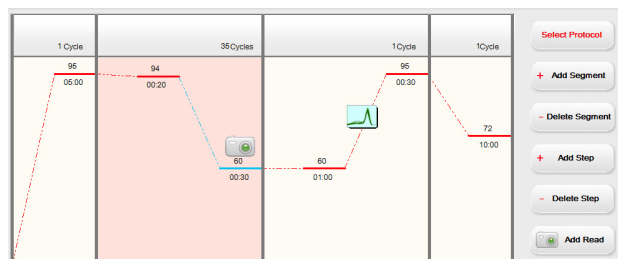 1 Cycle
35 Cycles
1 Cycle
1Cycle
95
05:00
94
00:20
60
00:30
60
01:00
95
00:30
72
10:00
Select Protocol
+ Add Segment
- Delete Segment
+ Add Step
- Delete Step
Add Read